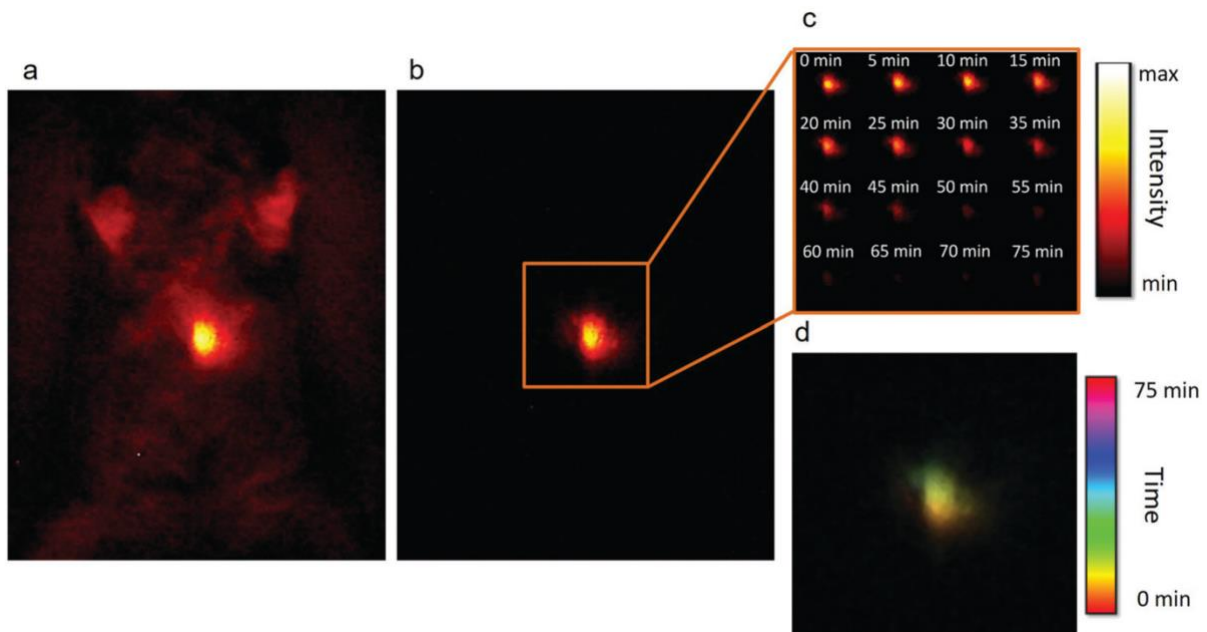 a
b
c
0 min 5 min 10 min 15 min
20 min 25 min 30 min 35 min
40 min 45 min 50 min 55 min
60 min 65 min 70 min 75 min
max
Intensity
min
d
75 min
Time
0 min